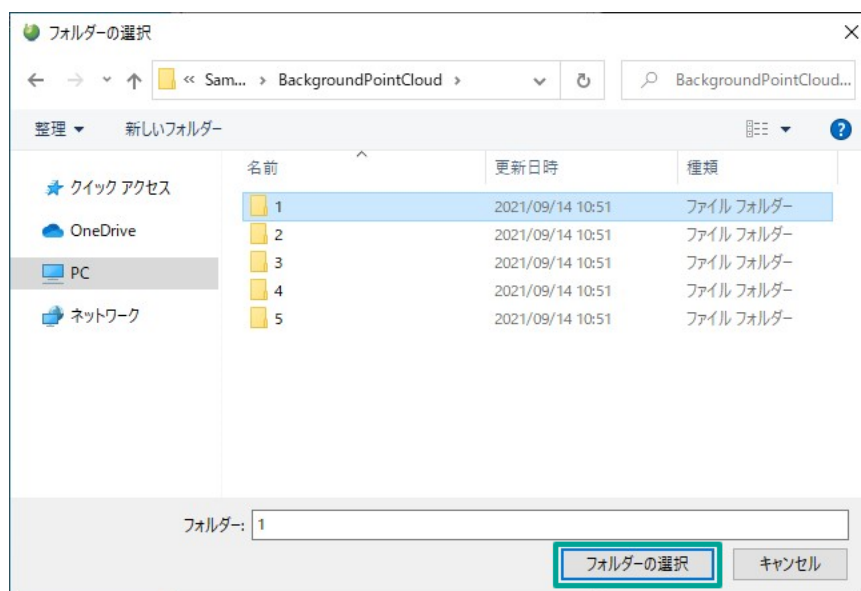 フォルダーの選択
« Sam... › BackgroundPointCloud ›
BackgroundPointCloud...
整理 新しいフォルダー
名前 更新日時 種類
クイック アクセス
OneDrive
PC
ネットワーク
1 2021/09/14 10:51 ファイル フォルダー
2 2021/09/14 10:51 ファイル フォルダー
3 2021/09/14 10:51 ファイル フォルダー
4 2021/09/14 10:51 ファイル フォルダー
5 2021/09/14 10:51 ファイル フォルダー
フォルダー: 1
フォルダーの選択 キャンセル